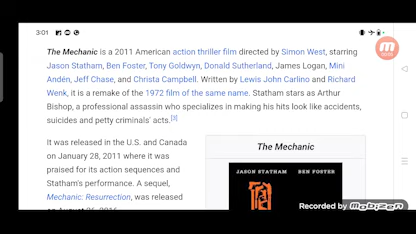 3:01
The Mechanic is a 2011 American action thriller film directed by Simon West, starring
Jason Statham, Ben Foster, Tony Goldwyn, Donald Sutherland, James Logan, Mini
Andén, Jeff Chase, and Christa Campbell. Written by Lewis John Carlino and Richard
Wenk, it is a remake of the 1972 film of the same name. Statham stars as Arthur
Bishop, a professional assassin who specializes in making his hits look like accidents,
suicides and petty criminals' acts.[3]
It was released in the U.S. and Canada
on January 28, 2011 where it was
praised for its action sequences and
Statham's performance. A sequel,
Mechanic: Resurrection, was released
on August 26, 2016
The Mechanic
JASON STATHAM BEN FOSTER
Recorded by Mobizen